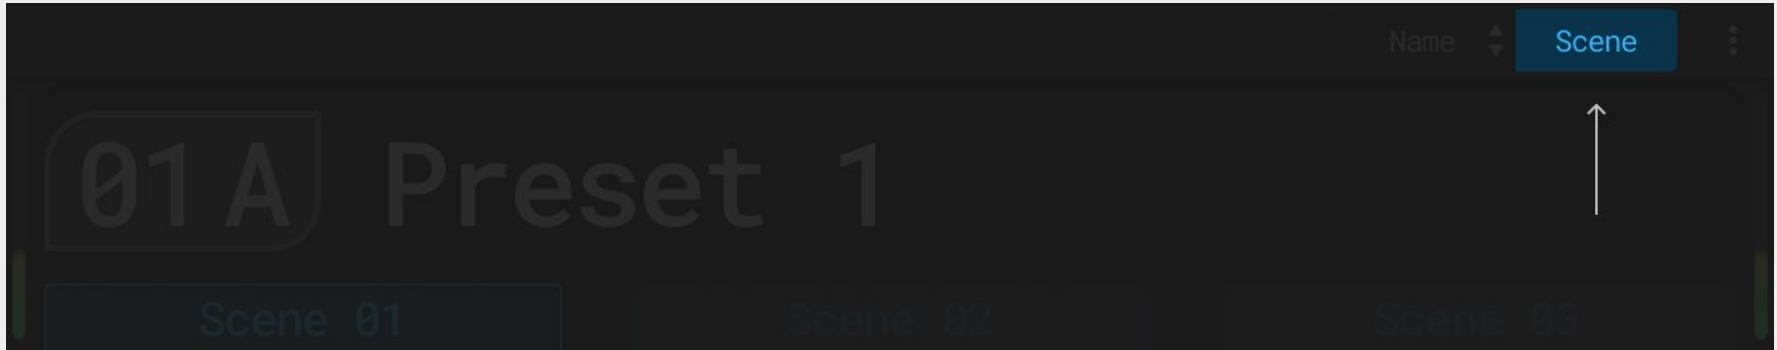 Name Scene
01A Preset 1
Scene 01 Scene 02 Scene 03